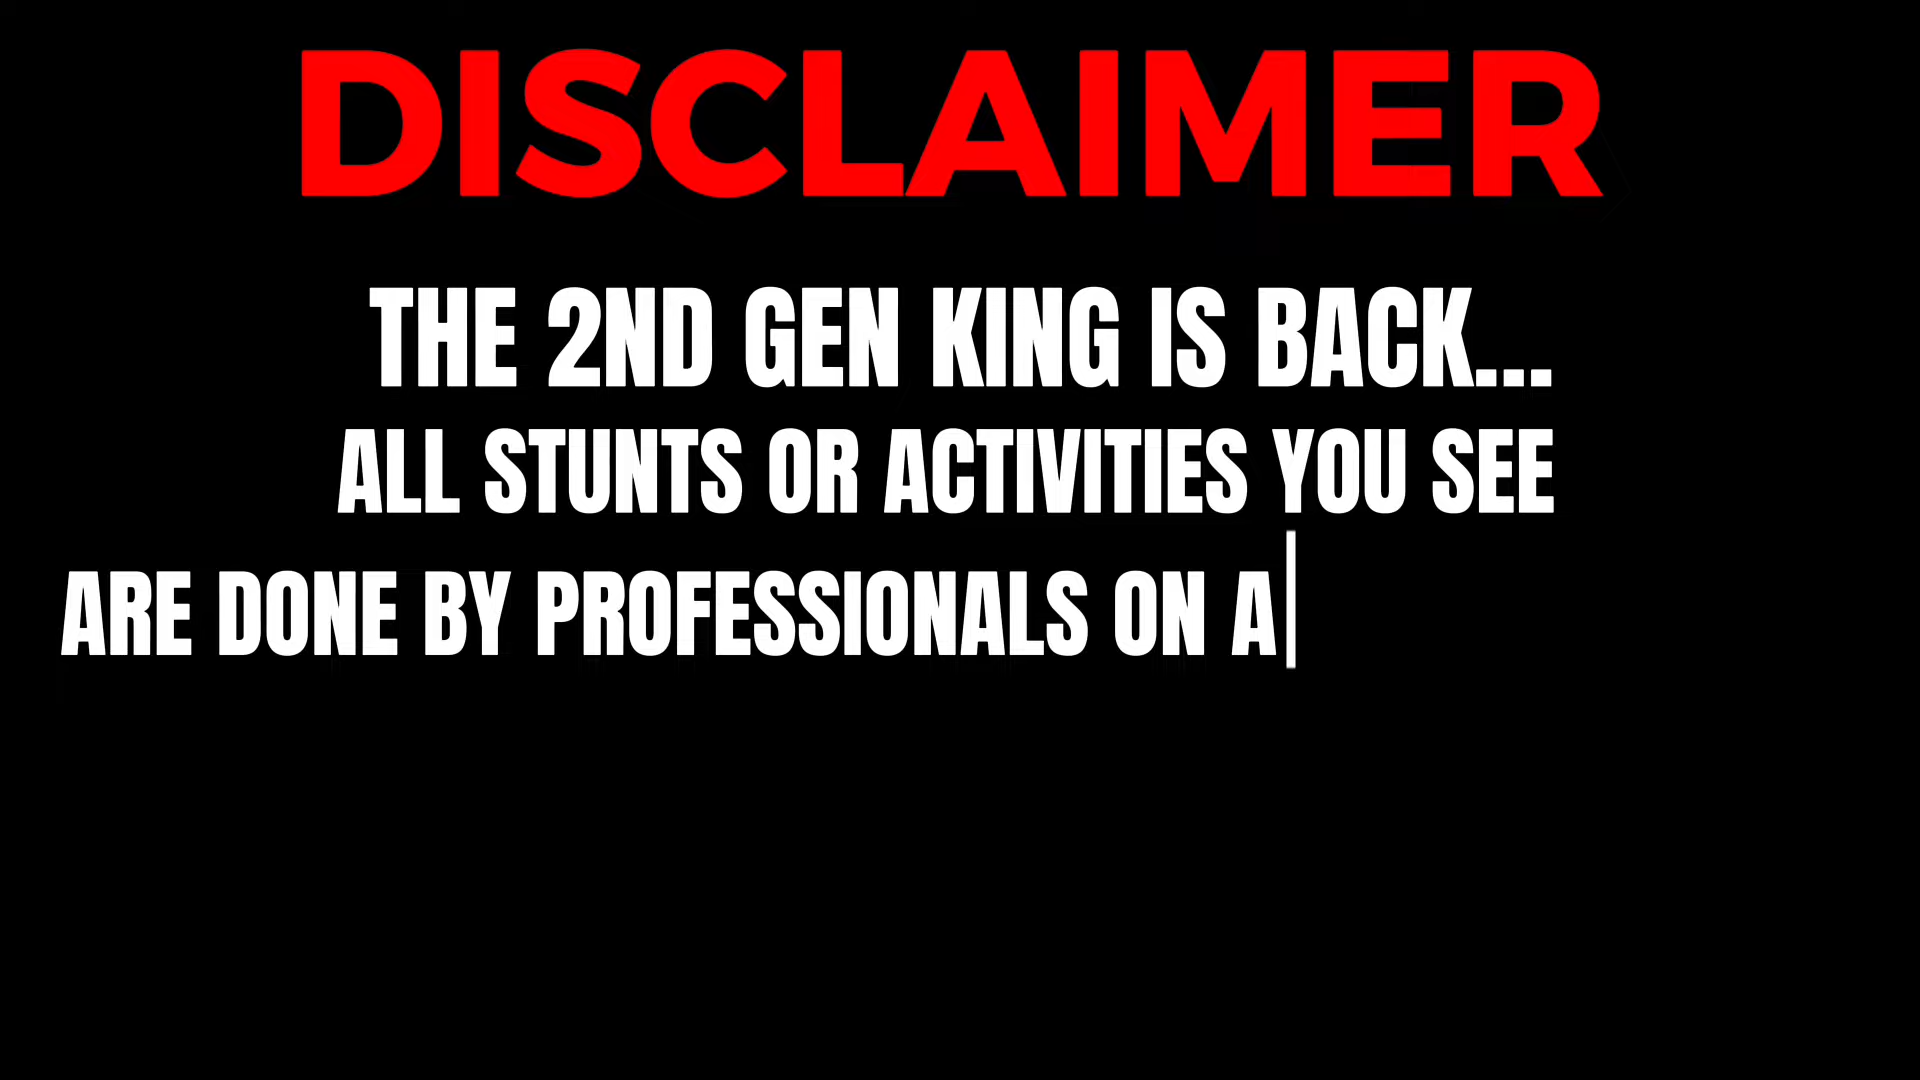 DISCLAIMER
THE 2ND GEN KING IS BACK...
ALL STUNTS OR ACTIVITIES YOU SEE
ARE DONE BY PROFESSIONALS ON A